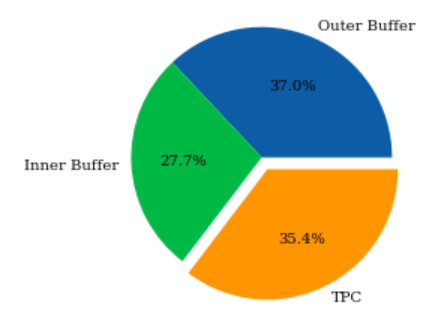 Outer Buffer
37.0%
Inner Buffer
27.7%
35.4%
TPC